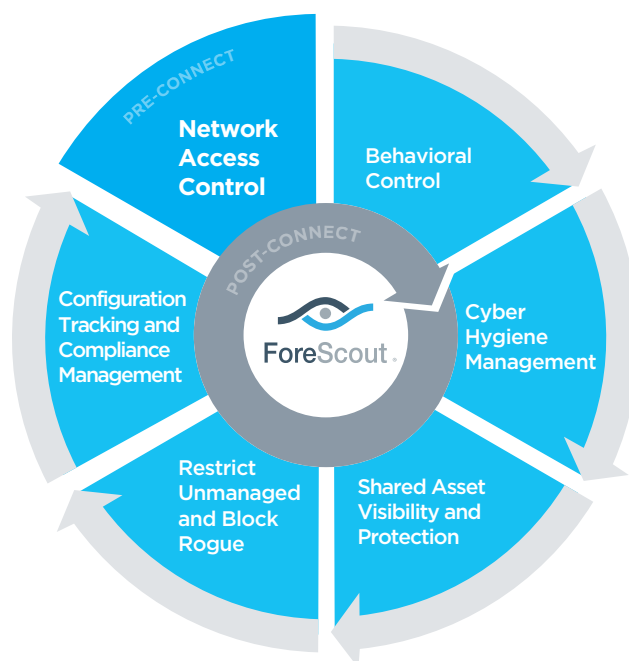 PRE-CONNECT
Network
Access
Control
Behavioral
Control
Cyber
Hygiene
Management
Shared Asset
Visibility and
Protection
Restrict
Unmanaged
and Block
Rogue
Configuration
Tracking and
Compliance
Management
POST-CONNECT
ForeScout.